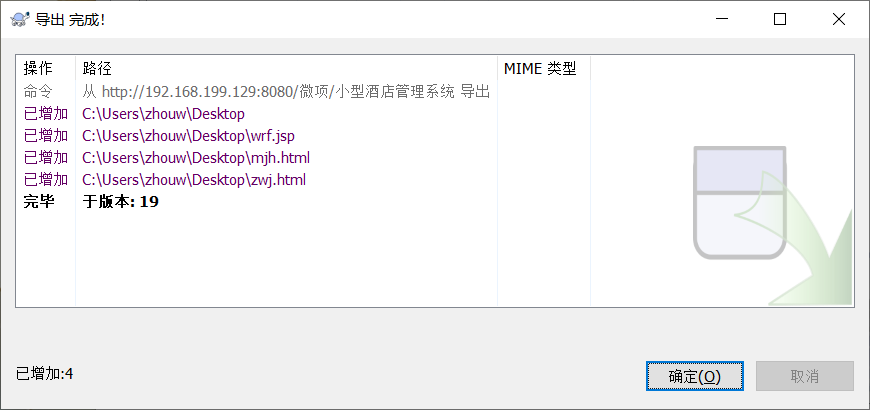 导出 完成!
操作 路径 MIME 类型
命令 从 http://192.168.199.129:8080/微项/小型酒店管理系统 导出
已增加 C:\Users\zhouw\Desktop
已增加 C:\Users\zhouw\Desktop\wrf.jsp
已增加 C:\Users\zhouw\Desktop\mjh.html
已增加 C:\Users\zhouw\Desktop\zwj.html
完毕 于版本: 19
已增加:4
确定(O) 取消